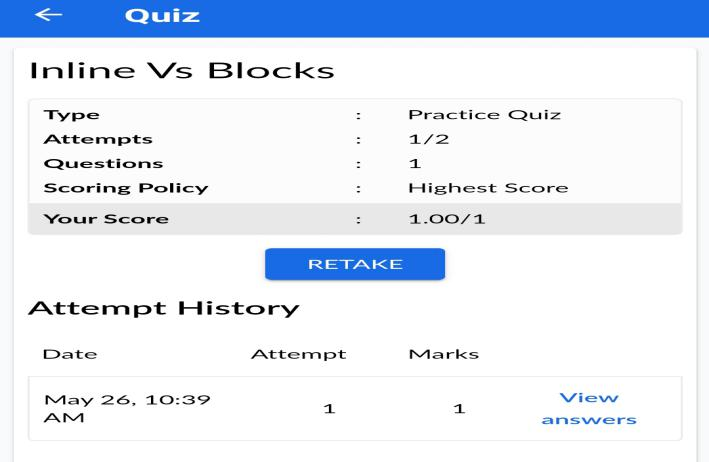 Quiz
Inline Vs Blocks
Type : Practice Quiz
Attempts : 1/2
Questions : 1
Scoring Policy : Highest Score
Your Score : 1.00/1
RETAKE
Attempt History
Date Attempt Marks
May 26, 10:39 AM 1 1 View answers